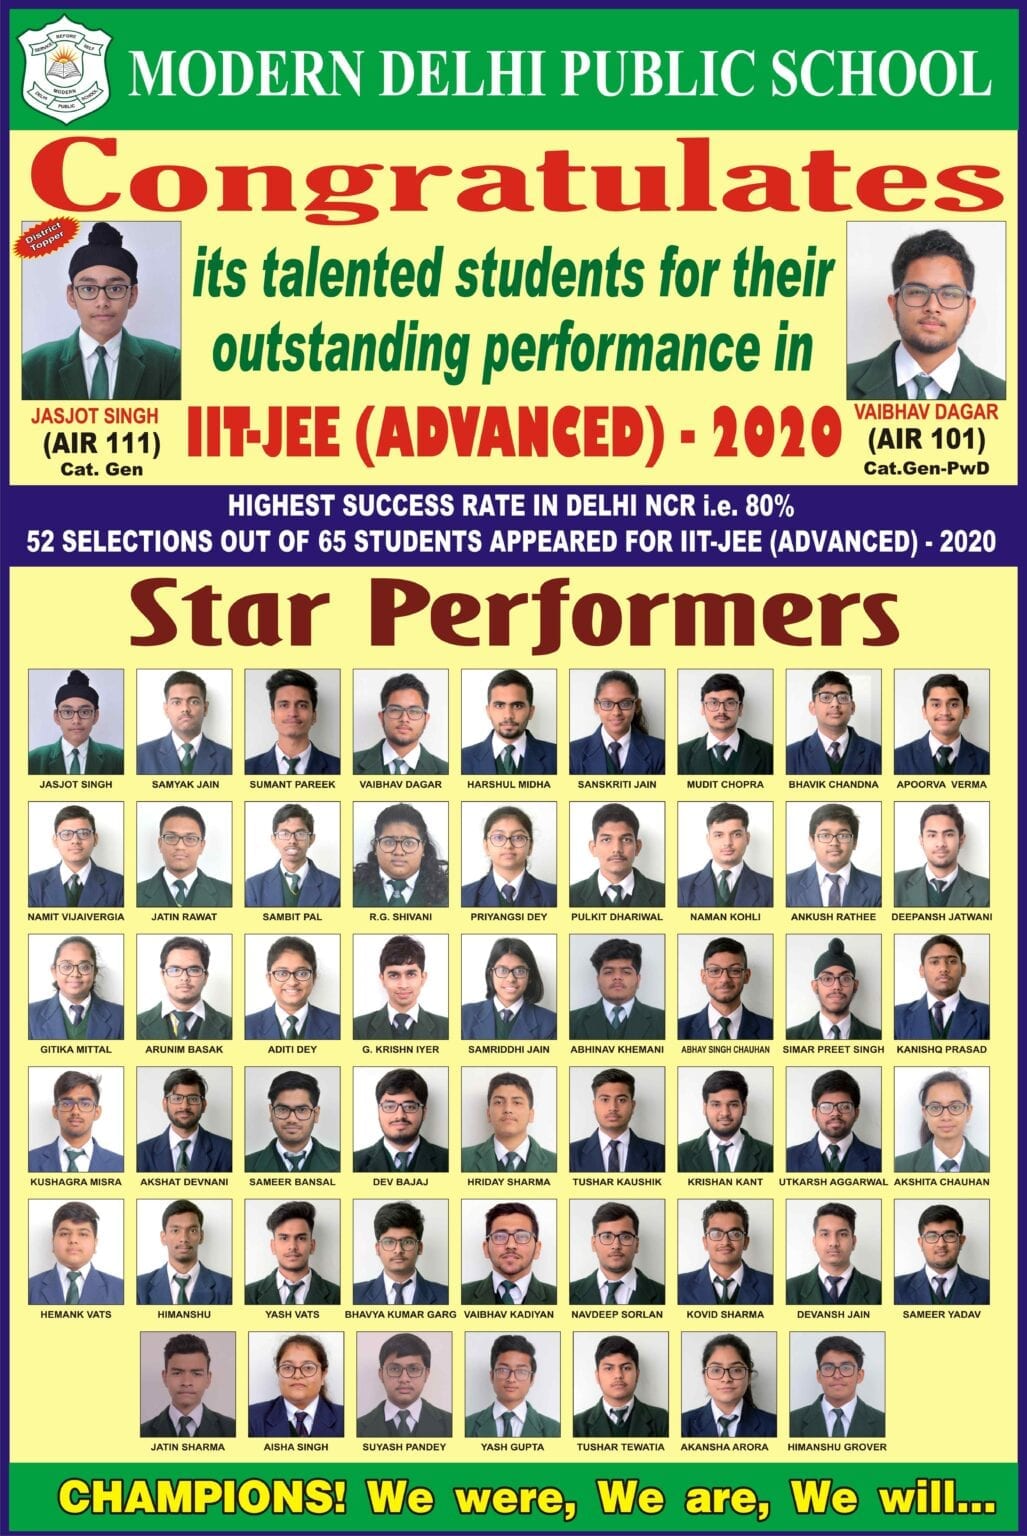 SERVICE BEFORE SELF
MODERN
DELHI PUBLIC SCHOOL
MODERN DELHI PUBLIC SCHOOL
Congratulates
District
Topper
its talented students for their
outstanding performance in
IIT-JEE (ADVANCED) - 2020
JASJOT SINGH
(AIR 111)
Cat. Gen
VAIBHAV DAGAR
(AIR 101)
Cat.Gen-PwD
HIGHEST SUCCESS RATE IN DELHI NCR i.e. 80%
52 SELECTIONS OUT OF 65 STUDENTS APPEARED FOR IIT-JEE (ADVANCED) - 2020
Star Performers
JASJOT SINGH SAMYAK JAIN SUMANT PAREEK VAIBHAV DAGAR HARSHUL MIDHA SANSKRITI JAIN MUDIT CHOPRA BHAVIK CHANDNA APOORVA VERMA
NAMIT VIJAIVERGIA JATIN RAWAT SAMBIT PAL R.G. SHIVANI PRIYANGSI DEY PULKIT DHARIWAL NAMAN KOHLI ANKUSH RATHEE DEEPANSH JATWANI
GITIKA MITTAL ARUNIM BASAK ADITI DEY G. KRISHN IYER SAMRIDDHI JAIN ABHINAV KHEMANI ABHAY SINGH CHAUHAN SIMAR PREET SINGH KANISHQ PRASAD
KUSHAGRA MISRA AKSHAT DEVNANI SAMEER BANSAL DEV BAJAJ HRIDAY SHARMA TUSHAR KAUSHIK KRISHAN KANT UTKARSH AGGARWAL AKSHITA CHAUHAN
HEMANK VATS HIMANSHU YASH VATS BHAVYA KUMAR GARG VAIBHAV KADIYAN NAVDEEP SORLAN KOVID SHARMA DEVANSH JAIN SAMEER YADAV
JATIN SHARMA AISHA SINGH SUYASH PANDEY YASH GUPTA TUSHAR TEWATIA AKANSHA ARORA HIMANSHU GROVER
CHAMPIONS! We were, We are, We will...